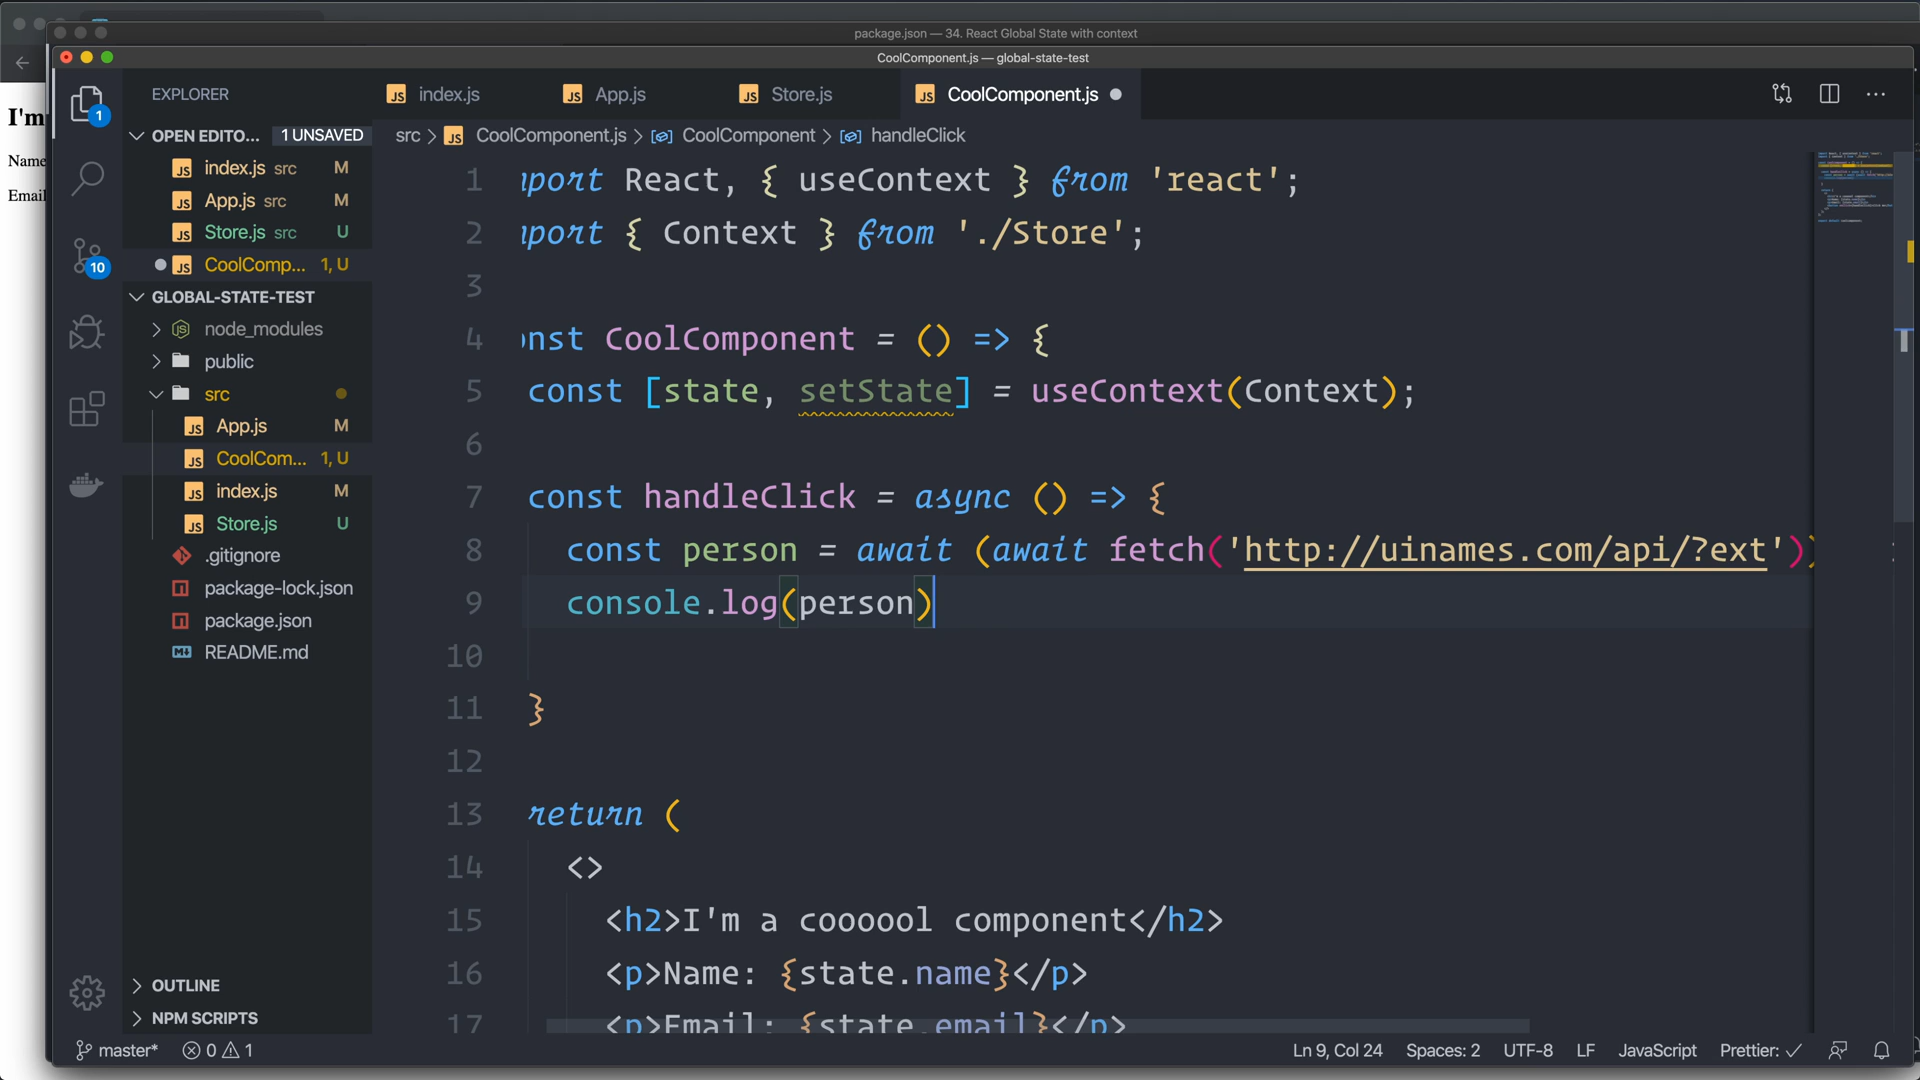 package.json — 34. React Global State with context
CoolComponent.js — global-state-test
I'm
Name
Email
EXPLORER
OPEN EDITO... 1 UNSAVED
index.js src M
App.js src M
Store.js src U
CoolComp... 1, U
GLOBAL-STATE-TEST
node_modules
public
src
App.js M
CoolCom... 1, U
index.js M
Store.js U
.gitignore
package-lock.json
package.json
README.md
OUTLINE
NPM SCRIPTS
1
10
index.js
App.js
Store.js
CoolComponent.js
src > CoolComponent.js > CoolComponent > handleClick
1 port React, { useContext } from 'react';
2 port { Context } from './Store';
3
4 nst CoolComponent = () => {
5 const [state, setState] = useContext(Context);
6
7 const handleClick = async () => {
8 const person = await (await fetch('http://uinames.com/api/?ext'))
9 console.log(person)
10
11 }
12
13 return (
14 <>
15 <h2>I'm a coooool component</h2>
16 <p>Name: {state.name}</p>
17 <p>Email: {state.email}</p>
master* 0 1
Ln 9, Col 24 Spaces: 2 UTF-8 LF JavaScript Prettier: ✓